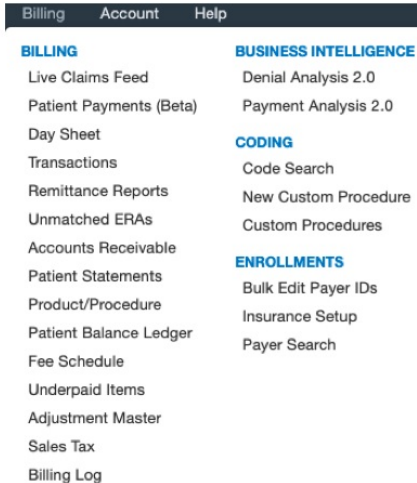 Billing Account Help
BILLING
Live Claims Feed
Patient Payments (Beta)
Day Sheet
Transactions
Remittance Reports
Unmatched ERAs
Accounts Receivable
Patient Statements
Product/Procedure
Patient Balance Ledger
Fee Schedule
Underpaid Items
Adjustment Master
Sales Tax
Billing Log
BUSINESS INTELLIGENCE
Denial Analysis 2.0
Payment Analysis 2.0
CODING
Code Search
New Custom Procedure
Custom Procedures
ENROLLMENTS
Bulk Edit Payer IDs
Insurance Setup
Payer Search